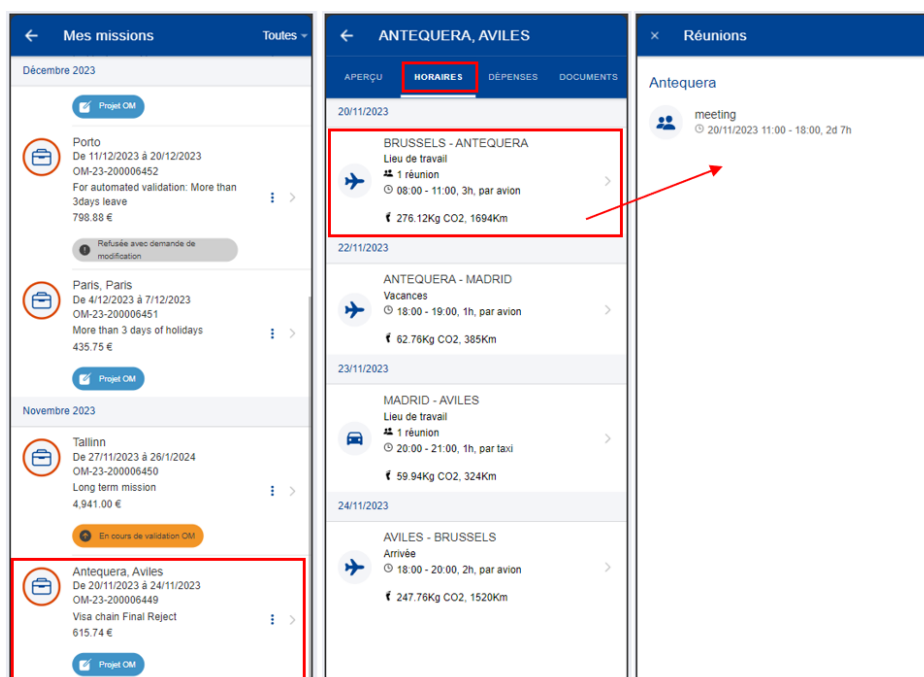 Mes missions
Toutes
Décembre 2023
Projet OM
Porto
De 11/12/2023 à 20/12/2023
OM-23-200006452
For automated validation: More than
3days leave
798.88 €
Refusée avec demande de
modification
Paris, Paris
De 4/12/2023 à 7/12/2023
OM-23-200006451
More than 3 days of holidays
435.75 €
Projet OM
Novembre 2023
Tallinn
De 27/11/2023 à 26/1/2024
OM-23-200006450
Long term mission
4,941.00 €
En cours de validation OM
Antequera, Aviles
De 20/11/2023 à 24/11/2023
OM-23-200006449
Visa chain Final Reject
615.74 €
Projet OM
ANTEQUERA, AVILES
APERÇU HORAIRES DÉPENSES DOCUMENTS
20/11/2023
BRUSSELS - ANTEQUERA
Lieu de travail
1 réunion
08:00 - 11:00, 3h, par avion
276.12Kg CO2, 1694Km
22/11/2023
ANTEQUERA - MADRID
Vacances
18:00 - 19:00, 1h, par avion
62.76Kg CO2, 385Km
23/11/2023
MADRID - AVILES
Lieu de travail
1 réunion
20:00 - 21:00, 1h, par taxi
59.94Kg CO2, 324Km
24/11/2023
AVILES - BRUSSELS
Arrivée
18:00 - 20:00, 2h, par avion
247.76Kg CO2, 1520Km
Réunions
Antequera
meeting
20/11/2023 11:00 - 18:00, 2d 7h